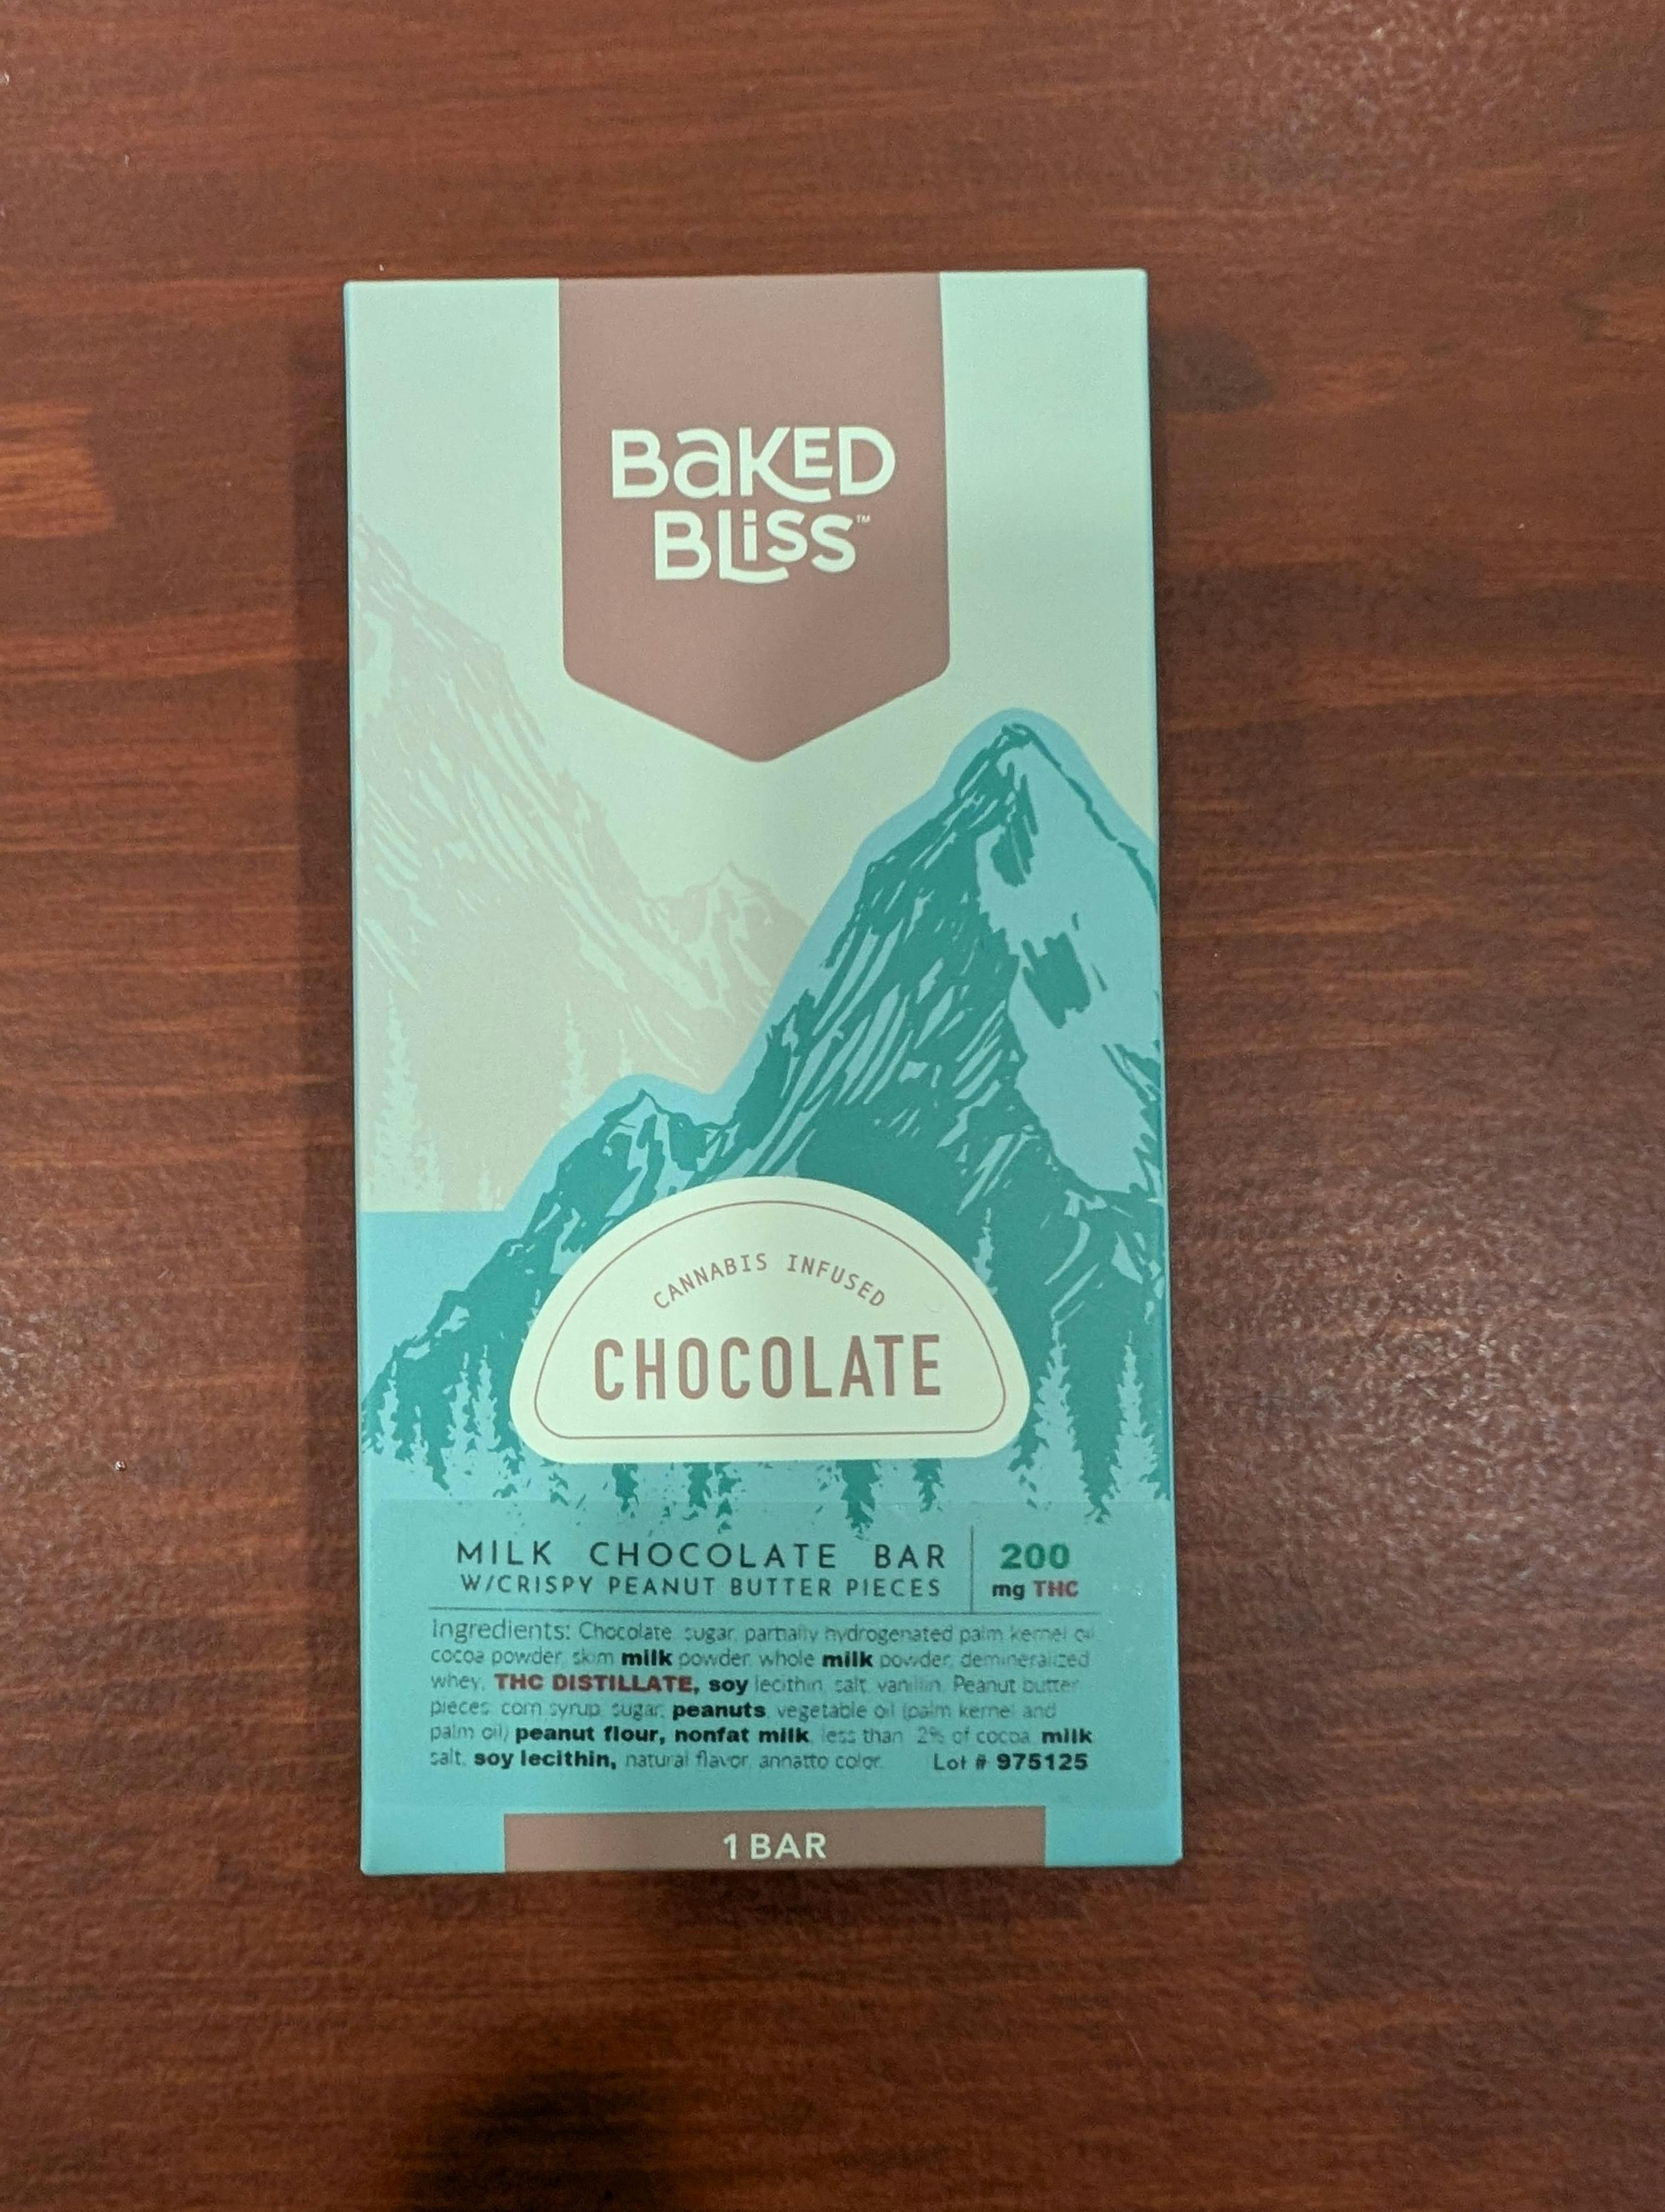 BaKED
BLiSS™
CANNABIS INFUSED
CHOCOLATE
MILK CHOCOLATE BAR
W/CRISPY PEANUT BUTTER PIECES
200
mg THC
Ingredients: Chocolate: sugar, partially hydrogenated palm kernel oil,
cocoa powder, skim milk powder, whole milk powder, demineralized
whey, THC DISTILLATE, soy lecithin, salt, vanillin. Peanut butter
pieces: corn syrup, sugar, peanuts, vegetable oil (palm kernel and
palm oil) peanut flour, nonfat milk, less than 2% of cocoa, milk
salt, soy lecithin, natural flavor, annatto color.
Lot # 975125
1 BAR